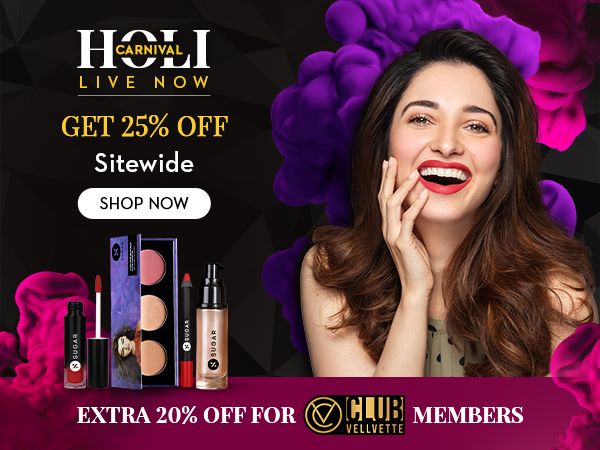 HOLI
CARNIVAL
LIVE NOW
GET 25% OFF
Sitewide
SHOP NOW
SUGAR
SUGAR
SUGAR
EXTRA 20% OFF FOR CLUB VELLVETTE MEMBERS